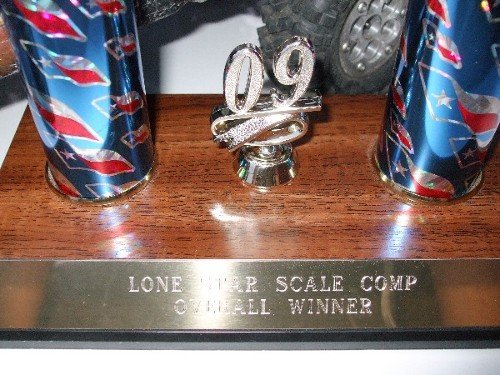 09
LONE STAR SCALE COMP
OVERALL WINNER